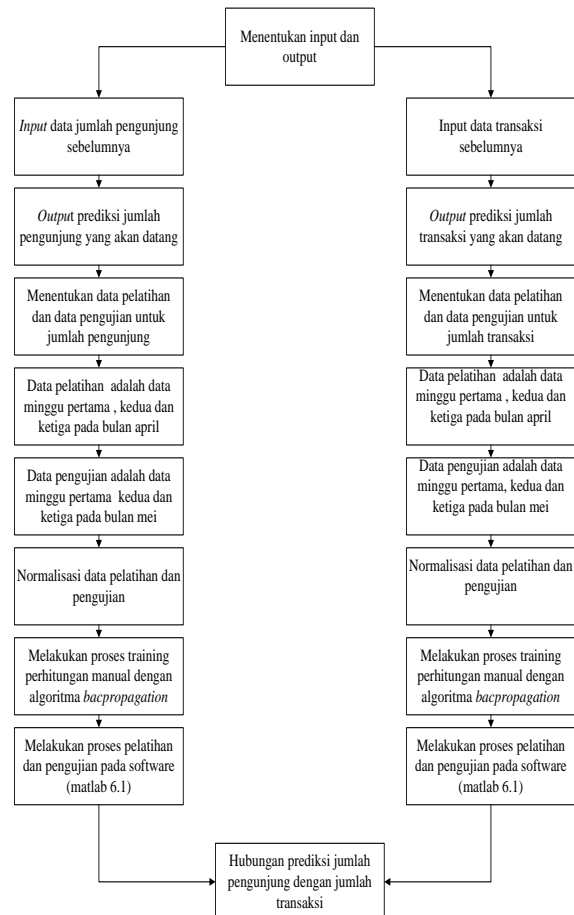 Menentukan input dan
output
Input data jumlah pengunjung
sebelumnya
Output prediksi jumlah
pengunjung yang akan datang
Menentukan data pelatihan
dan data pengujian untuk
jumlah pengunjung
Data pelatihan adalah data
minggu pertama , kedua dan
ketiga pada bulan april
Data pengujian adalah data
minggu pertama kedua dan
ketiga pada bulan mei
Normalisasi data pelatihan dan
pengujian
Melakukan proses training
perhitungan manual dengan
algoritma bacpropagation
Melakukan proses pelatihan
dan pengujian pada software
(matlab 6.1)
Input data transaksi
sebelumnya
Output prediksi jumlah
transaksi yang akan datang
Menentukan data pelatihan
dan data pengujian untuk
jumlah transaksi
Data pelatihan adalah data
minggu pertama , kedua dan
ketiga pada bulan april
Data pengujian adalah data
minggu pertama, kedua dan
ketiga pada bulan mei
Normalisasi data pelatihan dan
pengujian
Melakukan proses training
perhitungan manual dengan
algoritma bacpropagation
Melakukan proses pelatihan
dan pengujian pada software
(matlab 6.1)
Hubungan prediksi jumlah
pengunjung dengan jumlah
transaksi